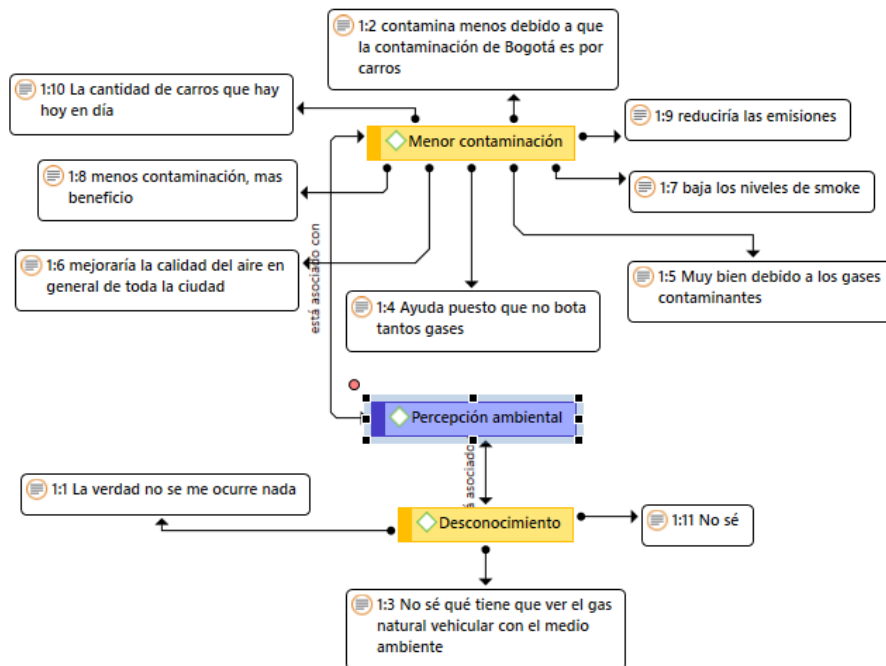 1:2 contamina menos debido a que
la contaminación de Bogotá es por
carros
1:10 La cantidad de carros que hay
hoy en día
Menor contaminación
1:9 reduciría las emisiones
1:8 menos contaminación, mas
beneficio
1:7 baja los niveles de smoke
está asociado con
1:6 mejoraría la calidad del aire en
general de toda la ciudad
1:5 Muy bien debido a los gases
contaminantes
1:4 Ayuda puesto que no bota
tantos gases
Percepción ambiental
asociado
1:1 La verdad no se me ocurre nada
Desconocimiento
1:11 No sé
1:3 No sé qué tiene que ver el gas
natural vehicular con el medio
ambiente